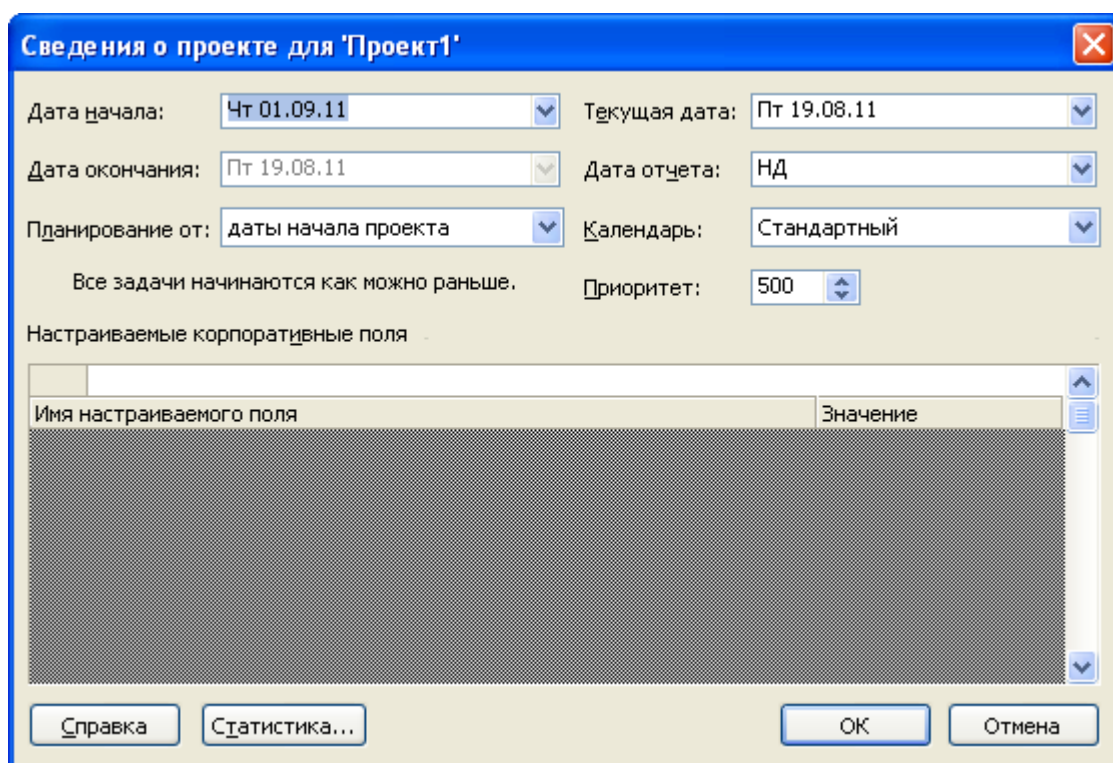 Сведения о проекте для 'Проект1'
Дата начала: Чт 01.09.11 Текущая дата: Пт 19.08.11
Дата окончания: Пт 19.08.11 Дата отчета: НД
Планирование от: даты начала проекта Календарь: Стандартный
Все задачи начинаются как можно раньше. Приоритет: 500
Настраиваемые корпоративные поля
Имя настраиваемого поля Значение
Справка Статистика... ОК Отмена